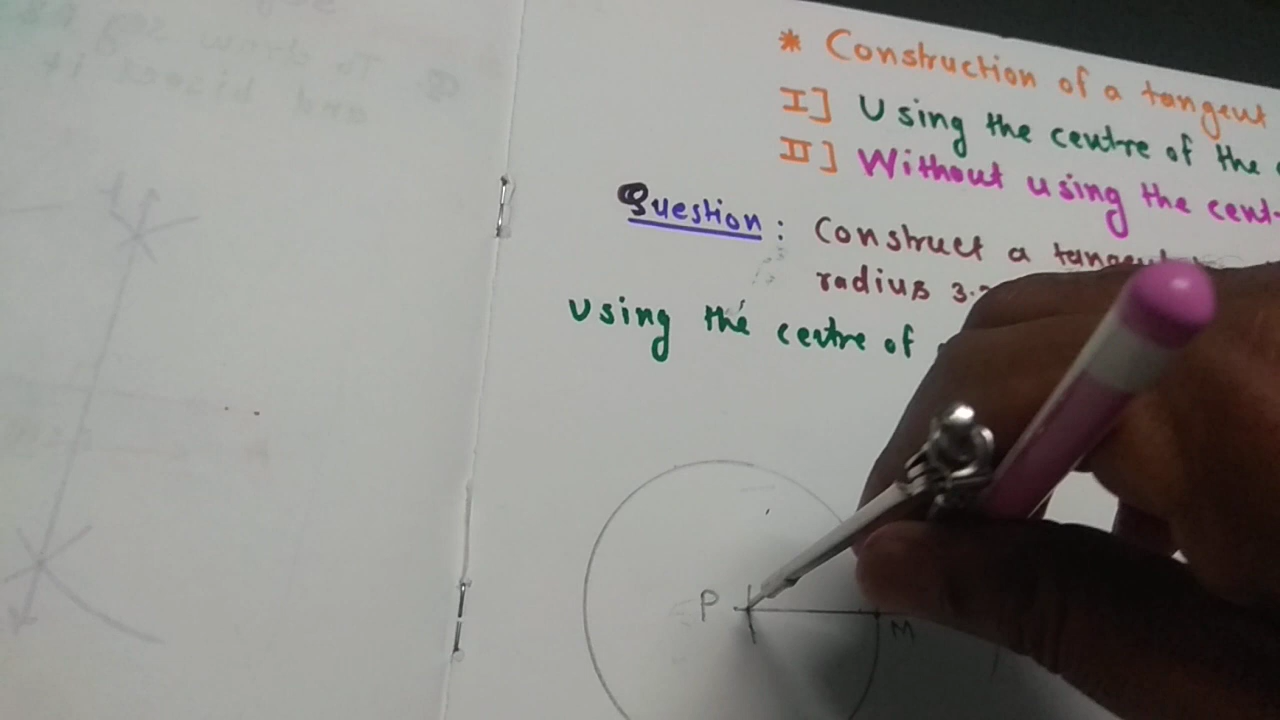 * Construction of a tangent
I] Using the centre of the
II] Without using the
Question: Construct a
radius 3.
Using the centre of
P
M